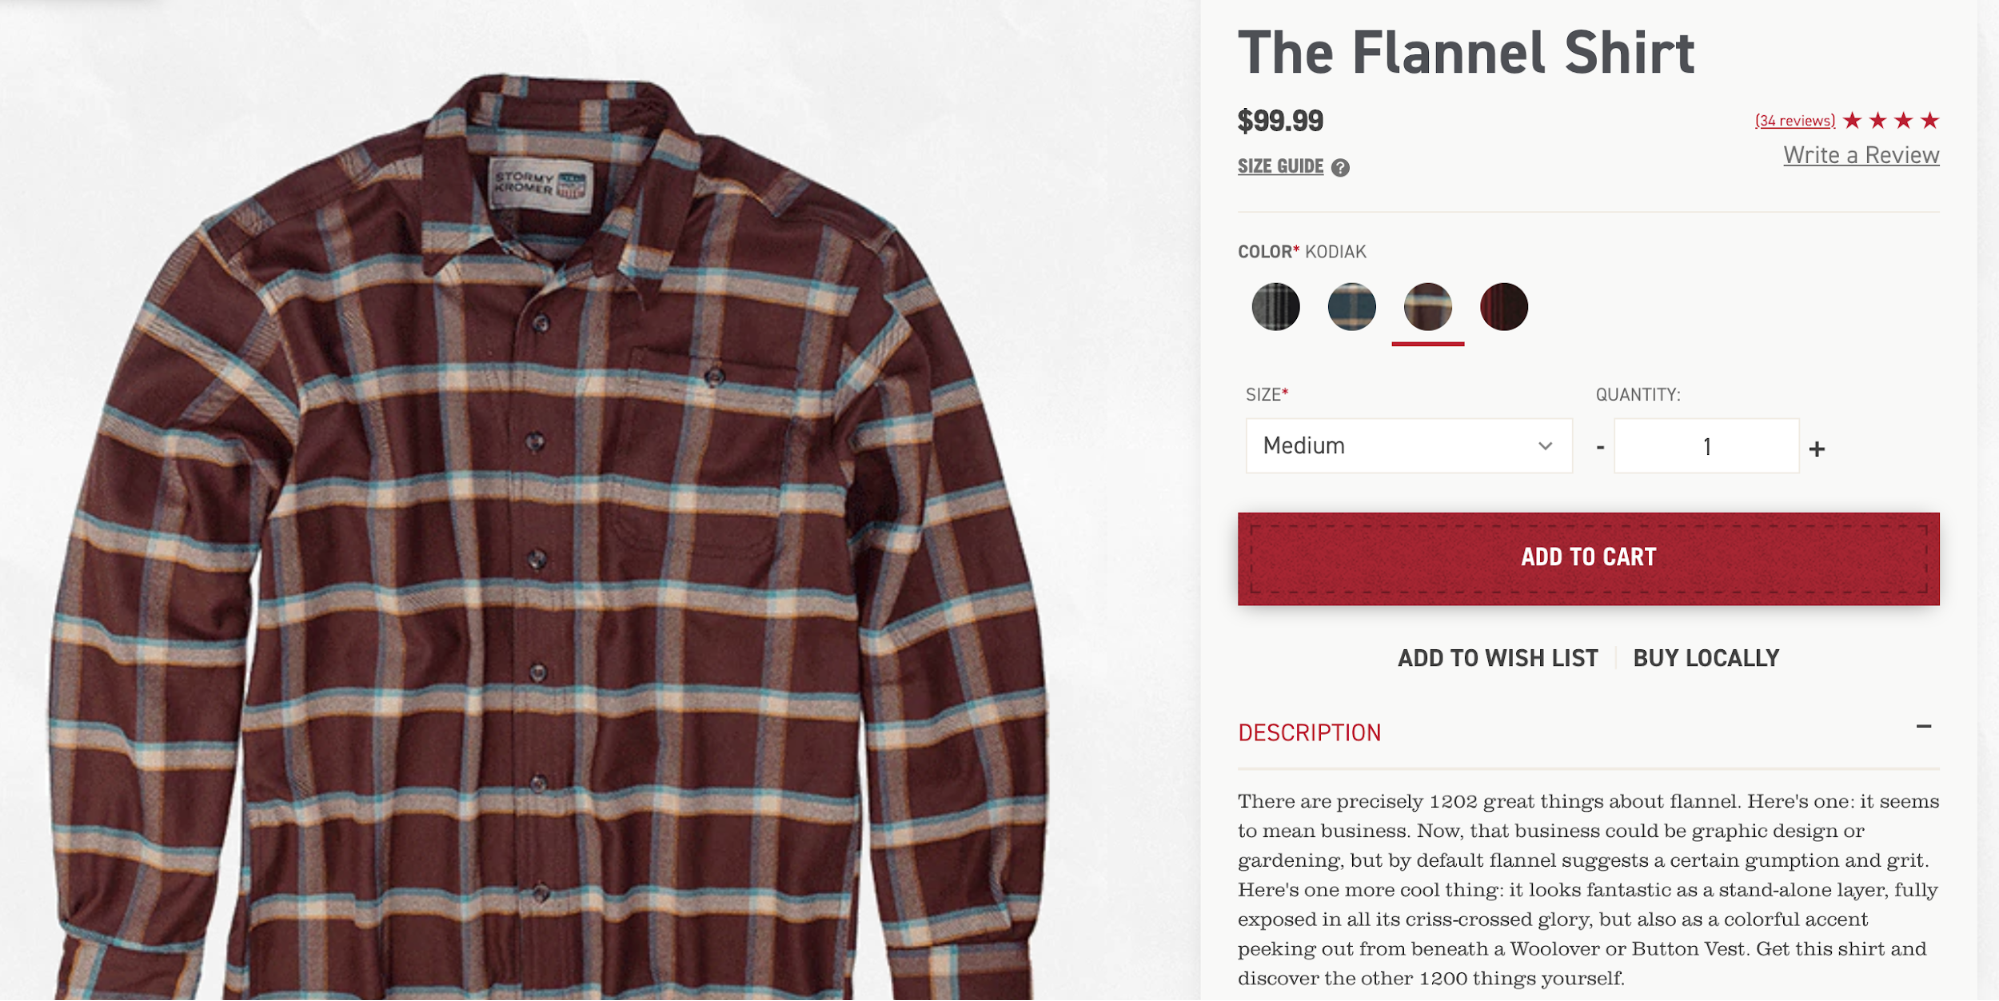 STORMY
KROMER
The Flannel Shirt
$99.99
(34 reviews) ★ ★ ★ ★
SIZE GUIDE ?
Write a Review
COLOR* KODIAK
SIZE*
QUANTITY:
Medium
- 1 +
ADD TO CART
ADD TO WISH LIST
BUY LOCALLY
DESCRIPTION –
There are precisely 1202 great things about flannel. Here's one: it seems
to mean business. Now, that business could be graphic design or
gardening, but by default flannel suggests a certain gumption and grit.
Here's one more cool thing: it looks fantastic as a stand-alone layer, fully
exposed in all its criss-crossed glory, but also as a colorful accent
peeking out from beneath a Woolover or Button Vest. Get this shirt and
discover the other 1200 things yourself.